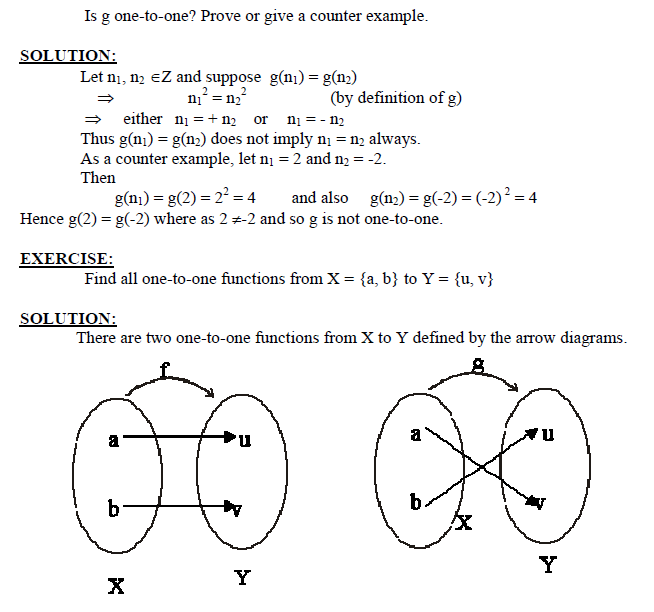 Is g one-to-one? Prove or give a counter example.
SOLUTION:
Let n₁, n₂ ∈Z and suppose g(n₁) = g(n₂)
⇒ n₁² = n₂² (by definition of g)
⇒ either n₁ = + n₂ or n₁ = - n₂
Thus g(n₁) = g(n₂) does not imply n₁ = n₂ always.
As a counter example, let n₁ = 2 and n₂ = -2.
Then
g(n₁) = g(2) = 2² = 4 and also g(n₂) = g(-2) = (-2)² = 4
Hence g(2) = g(-2) where as 2 ≠-2 and so g is not one-to-one.
EXERCISE:
Find all one-to-one functions from X = {a, b} to Y = {u, v}
SOLUTION:
There are two one-to-one functions from X to Y defined by the arrow diagrams.
f
a u
b v
X Y
g
a u
b v
X
Y